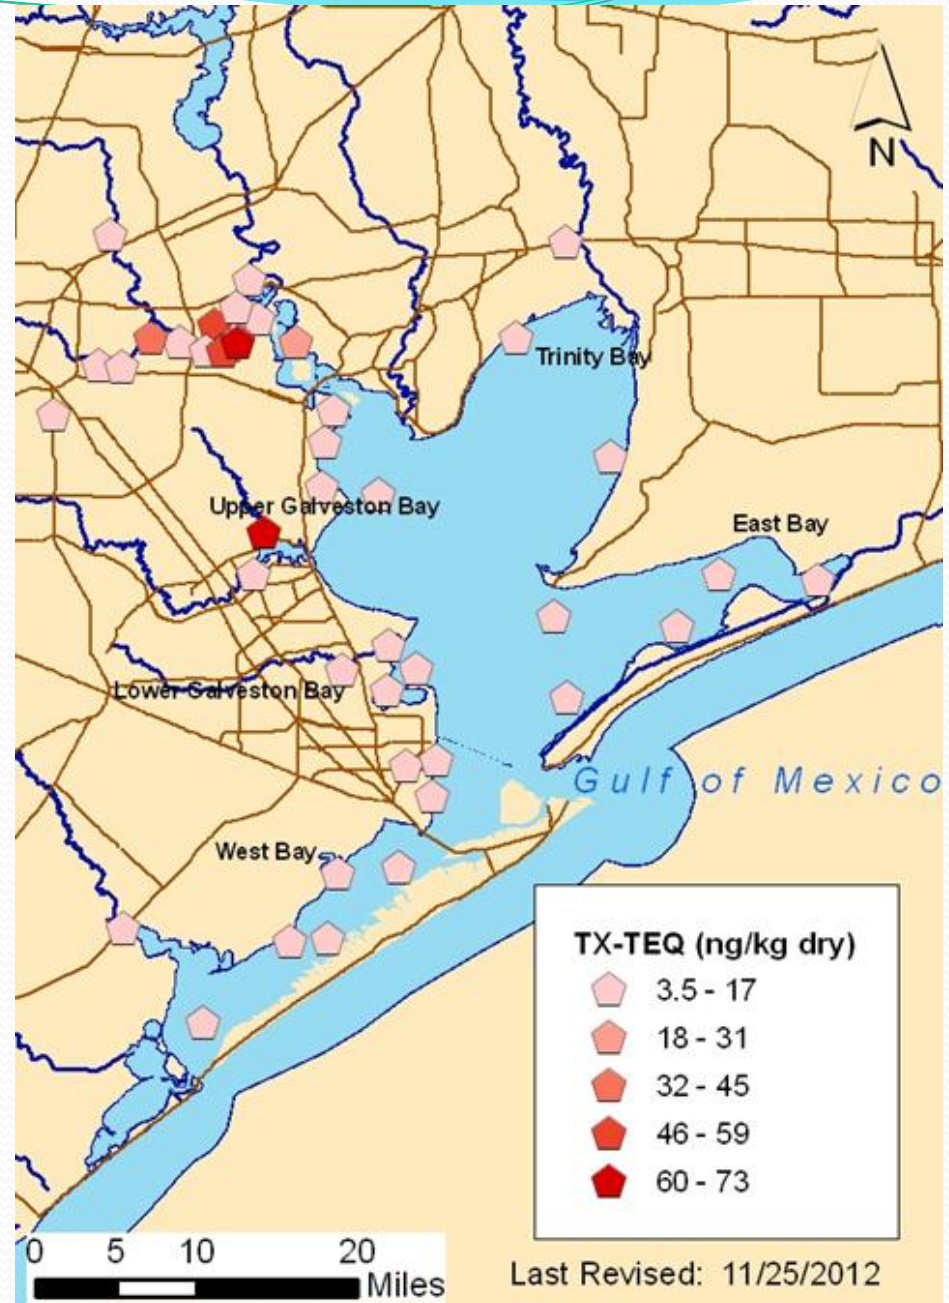 N
Trinity Bay
Upper Galveston Bay
East Bay
Lower Galveston Bay
Gulf of Mexico
West Bay
TX-TEQ (ng/kg dry)
3.5 - 17
18 - 31
32 - 45
46 - 59
60 - 73
0 5 10 20
Miles
Last Revised: 11/25/2012